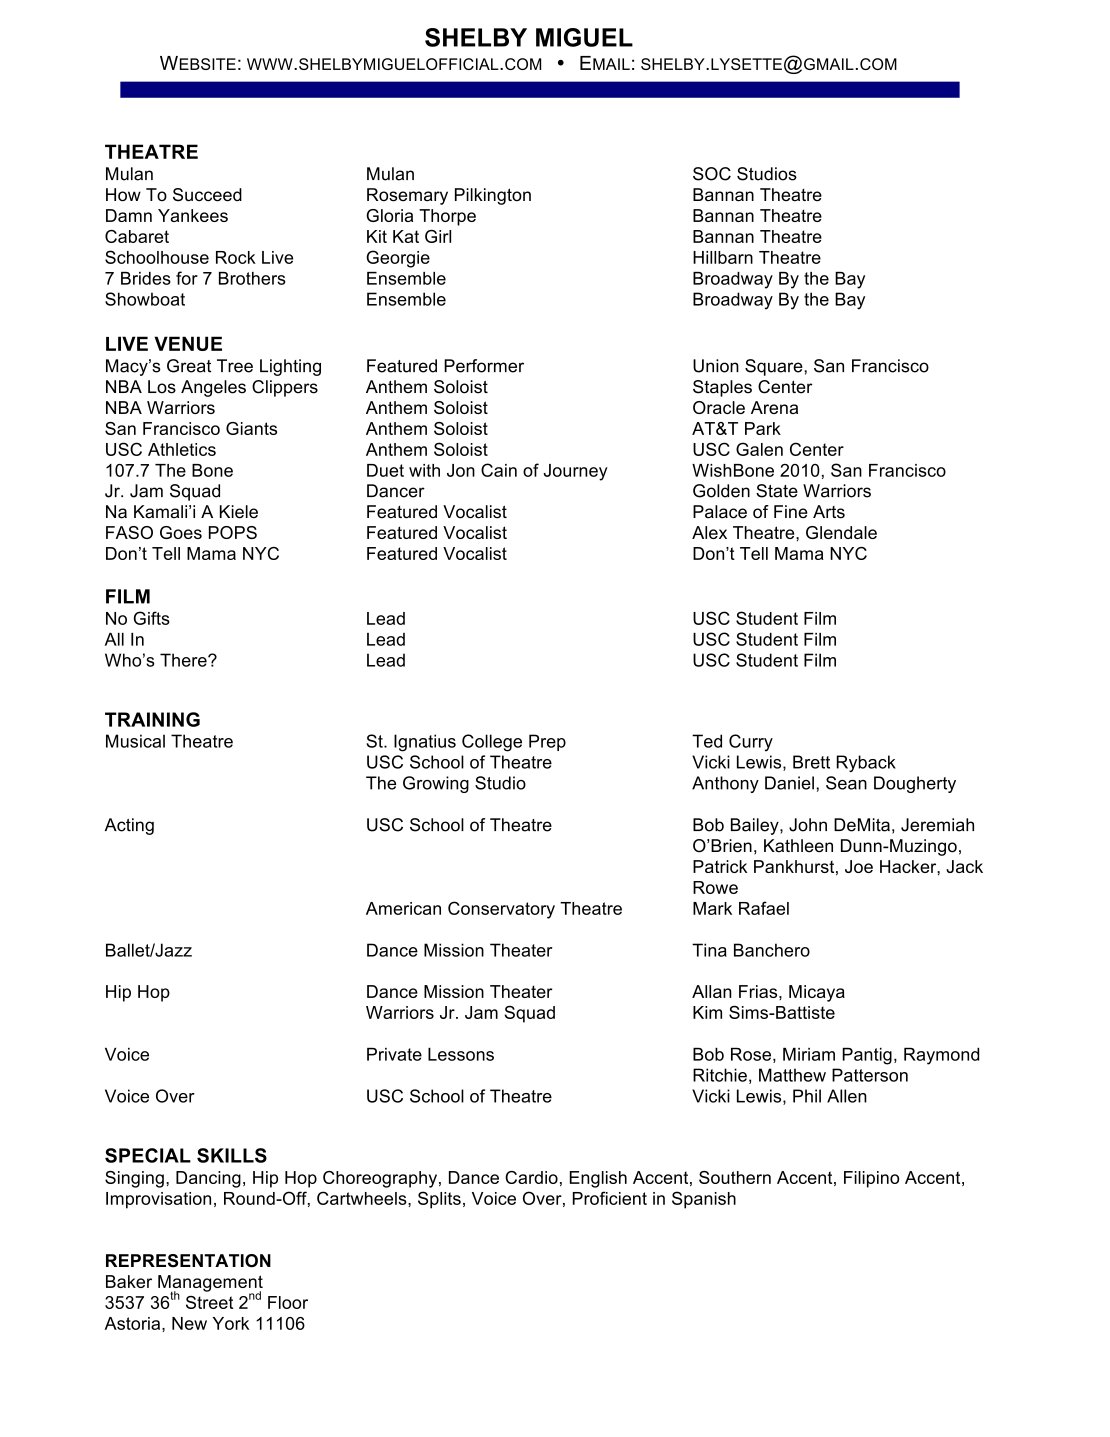 SHELBY MIGUEL
WEBSITE: WWW.SHELBYMIGUELOFFICIAL.COM • EMAIL: SHELBY.LYSETTE@GMAIL.COM
THEATRE
Mulan Mulan SOC Studios
How To Succeed Rosemary Pilkington Bannan Theatre
Damn Yankees Gloria Thorpe Bannan Theatre
Cabaret Kit Kat Girl Bannan Theatre
Schoolhouse Rock Live Georgie Hillbarn Theatre
7 Brides for 7 Brothers Ensemble Broadway By the Bay
Showboat Ensemble Broadway By the Bay
LIVE VENUE
Macy’s Great Tree Lighting Featured Performer Union Square, San Francisco
NBA Los Angeles Clippers Anthem Soloist Staples Center
NBA Warriors Anthem Soloist Oracle Arena
San Francisco Giants Anthem Soloist AT&T Park
USC Athletics Anthem Soloist USC Galen Center
107.7 The Bone Duet with Jon Cain of Journey WishBone 2010, San Francisco
Jr. Jam Squad Dancer Golden State Warriors
Na Kamali’i A Kiele Featured Vocalist Palace of Fine Arts
FASO Goes POPS Featured Vocalist Alex Theatre, Glendale
Don’t Tell Mama NYC Featured Vocalist Don’t Tell Mama NYC
FILM
No Gifts Lead USC Student Film
All In Lead USC Student Film
Who’s There? Lead USC Student Film
TRAINING
Musical Theatre St. Ignatius College Prep Ted Curry
USC School of Theatre Vicki Lewis, Brett Ryback
The Growing Studio Anthony Daniel, Sean Dougherty
Acting USC School of Theatre Bob Bailey, John DeMita, Jeremiah
O’Brien, Kathleen Dunn-Muzingo,
Patrick Pankhurst, Joe Hacker, Jack
Rowe
American Conservatory Theatre Mark Rafael
Ballet/Jazz Dance Mission Theater Tina Banchero
Hip Hop Dance Mission Theater Allan Frias, Micaya
Warriors Jr. Jam Squad Kim Sims-Battiste
Voice Private Lessons Bob Rose, Miriam Pantig, Raymond
Ritchie, Matthew Patterson
Voice Over USC School of Theatre Vicki Lewis, Phil Allen
SPECIAL SKILLS
Singing, Dancing, Hip Hop Choreography, Dance Cardio, English Accent, Southern Accent, Filipino Accent,
Improvisation, Round-Off, Cartwheels, Splits, Voice Over, Proficient in Spanish
REPRESENTATION
Baker Management
3537 36th Street 2nd Floor
Astoria, New York 11106